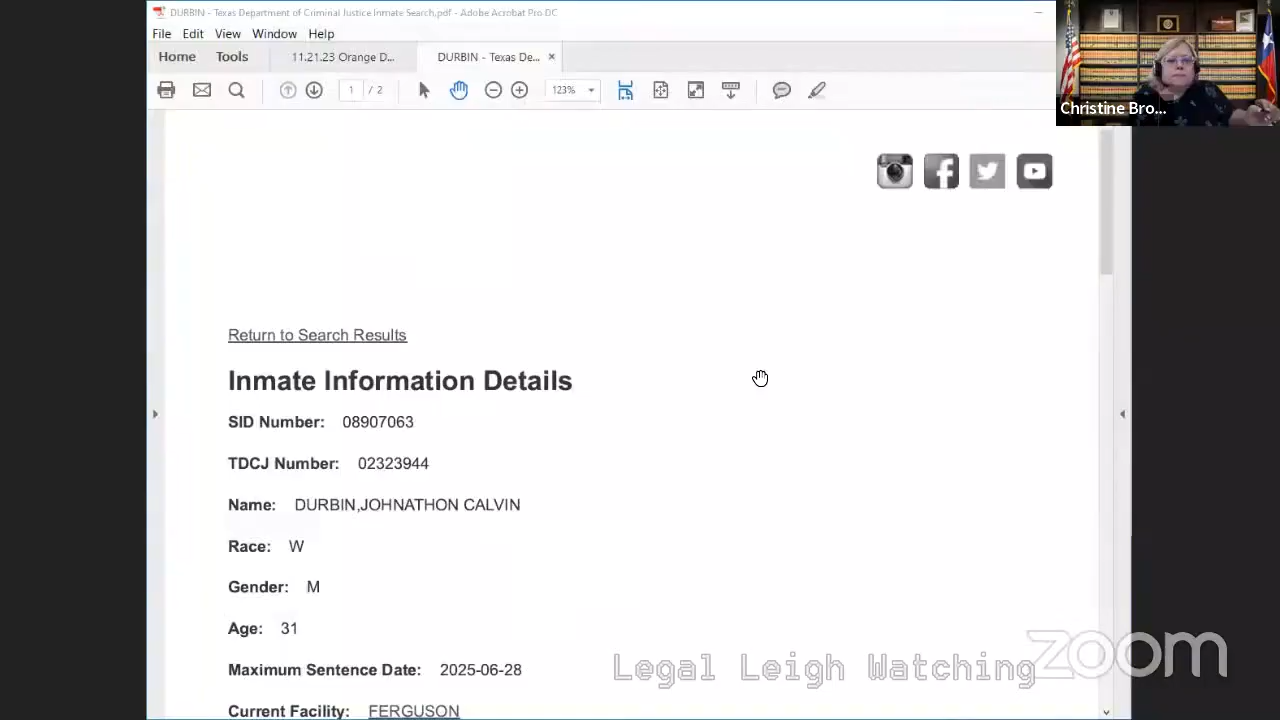 DURBIN - Texas Department of Criminal Justice Inmate Search.pdf - Adobe Acrobat Pro DC
File Edit View Window Help
Home Tools 11.21.23 Orange D... DURBIN - Texas De... ×
1 / 2 123%
Christine Bro...
Return to Search Results
Inmate Information Details
SID Number: 08907063
TDCJ Number: 02323944
Name: DURBIN,JOHNATHON CALVIN
Race: W
Gender: M
Age: 31
Maximum Sentence Date: 2025-06-28
Current Facility: FERGUSON
Legal Leigh Watching
zoom